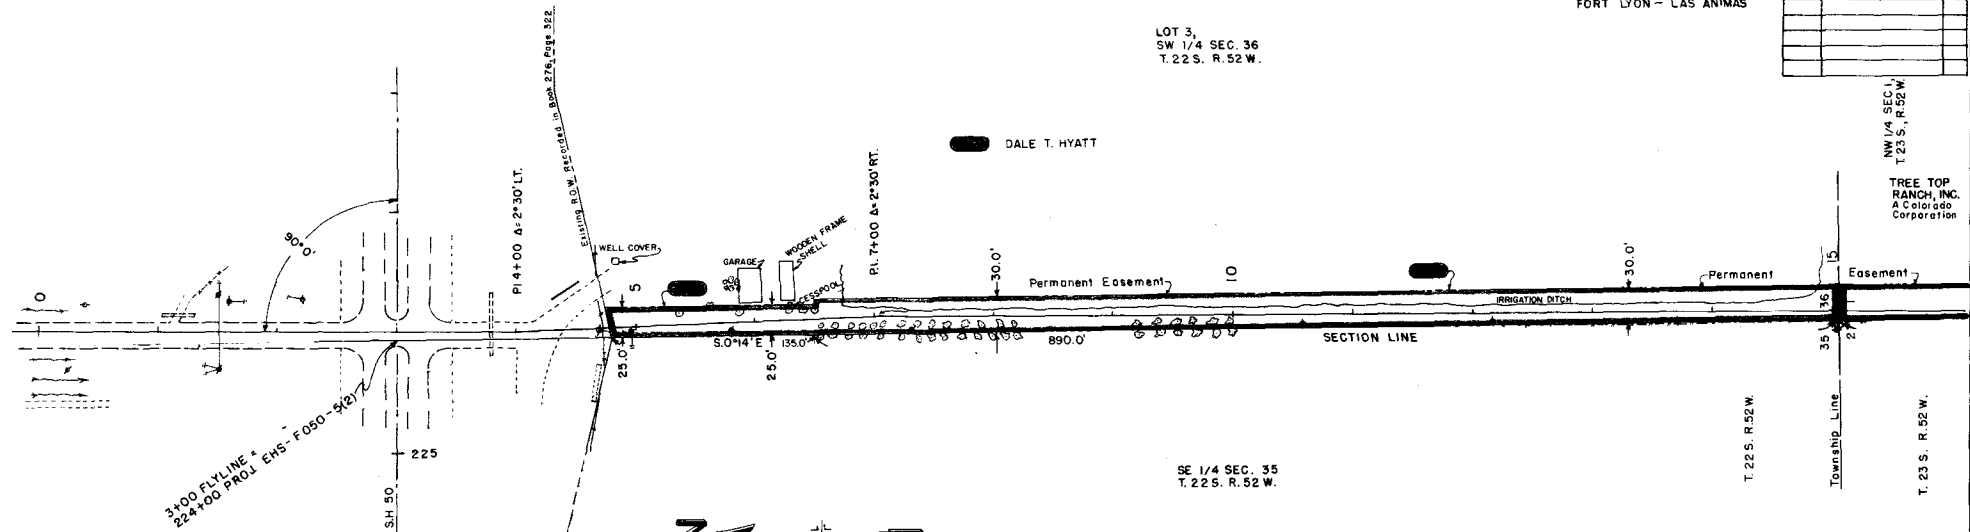 FORT LYON - LAS ANIMAS
LOT 3,
SW 1/4 SEC. 36
T. 22 S. R. 52 W.
NW 1/4 SEC 1,
T. 23 S., R. 52 W.
Existing R.O.W. Recorded in Book 276, Page 322
DALE T. HYATT
TREE TOP
RANCH, INC.
A Colorado
Corporation
P.I. 4+00 Δ=2°30' LT.
P.I. 7+00 Δ=2°30' RT.
90°0'
WELL COVER
GARAGE
WOODEN FRAME
SHELL
CESSPOOL
0
5
30.0'
Permanent Easement
10
30.0'
Permanent
15
Easement
IRRIGATION DITCH
36
S.0°14' E
135.0'
890.0'
SECTION LINE
25.0'
25.0'
35
2
3+00 FLYLINE =
224+00 PROJ. EHS-F050-5(2)
225
S.H 50
SE 1/4 SEC. 35
T. 22 S. R. 52 W.
T. 22 S. R. 52 W.
Township Line
T. 23 S. R. 52 W.